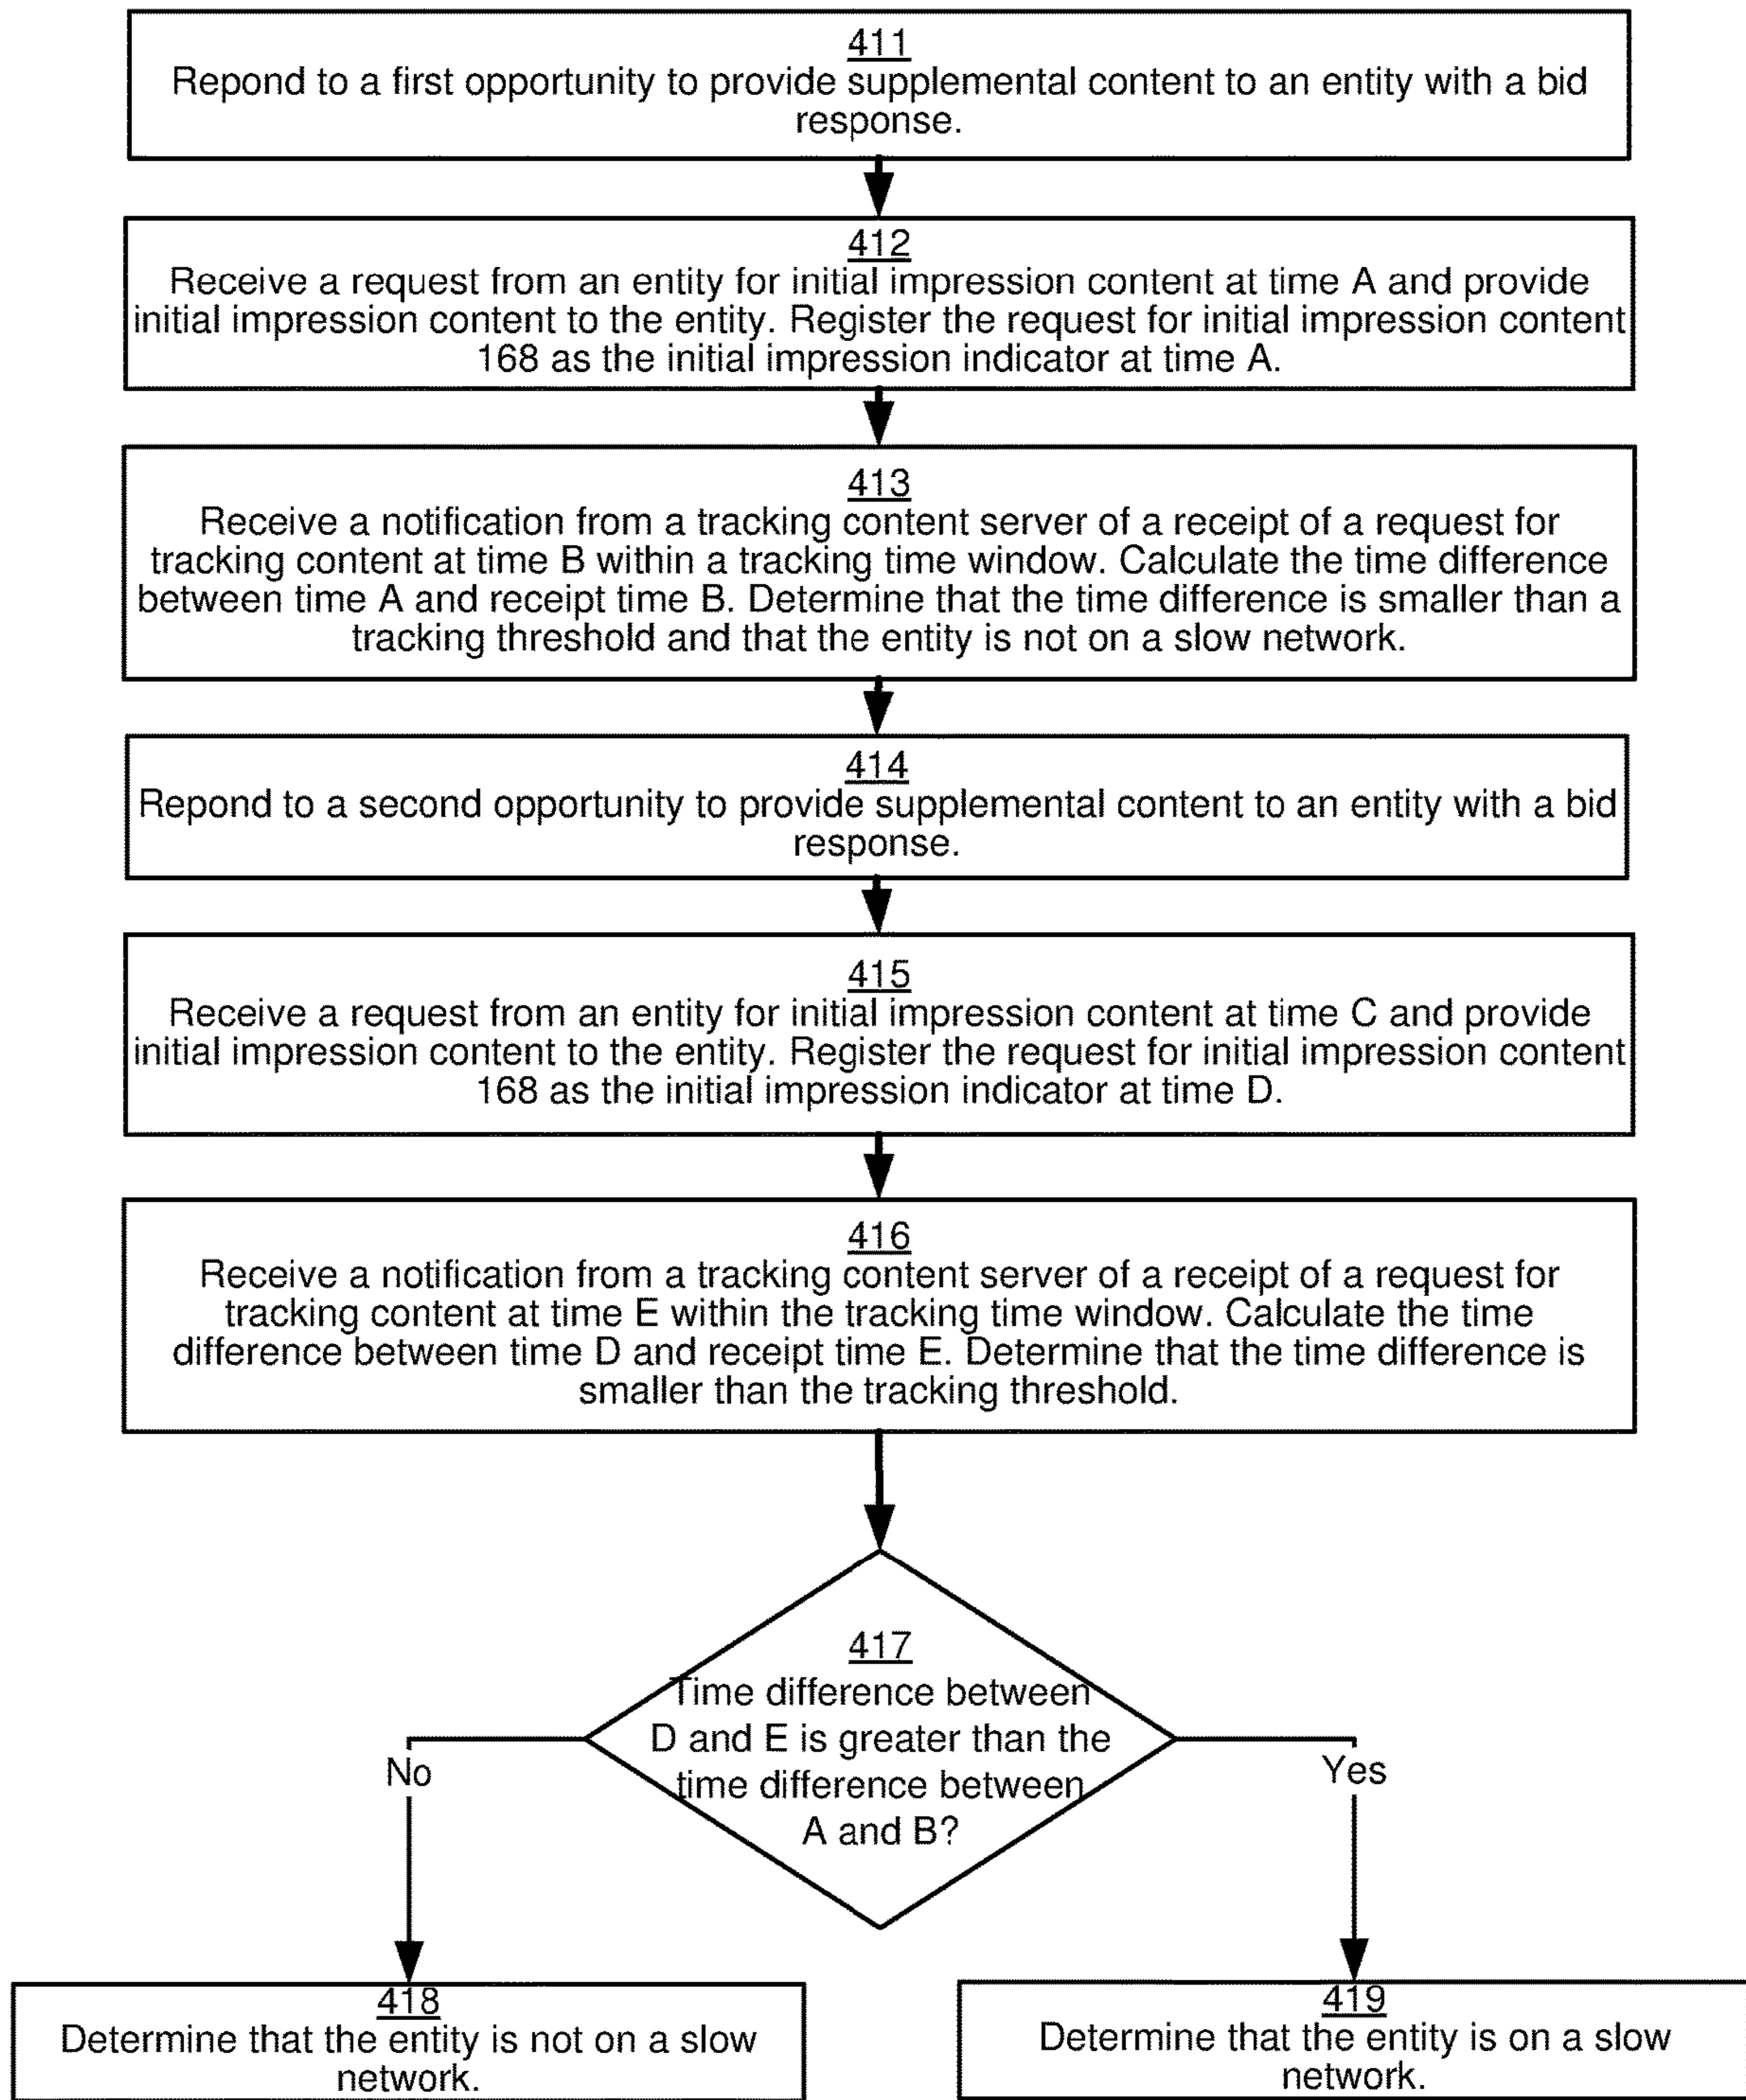 411
Repond to a first opportunity to provide supplemental content to an entity with a bid
response.
412
Receive a request from an entity for initial impression content at time A and provide
initial impression content to the entity. Register the request for initial impression content
168 as the initial impression indicator at time A.
413
Receive a notification from a tracking content server of a receipt of a request for
tracking content at time B within a tracking time window. Calculate the time difference
between time A and receipt time B. Determine that the time difference is smaller than a
tracking threshold and that the entity is not on a slow network.
414
Repond to a second opportunity to provide supplemental content to an entity with a bid
response.
415
Receive a request from an entity for initial impression content at time C and provide
initial impression content to the entity. Register the request for initial impression content
168 as the initial impression indicator at time D.
416
Receive a notification from a tracking content server of a receipt of a request for
tracking content at time E within the tracking time window. Calculate the time
difference between time D and receipt time E. Determine that the time difference is
smaller than the tracking threshold.
417
Time difference between
D and E is greater than the
time difference between
A and B?
No
Yes
418
Determine that the entity is not on a slow
network.
419
Determine that the entity is on a slow
network.